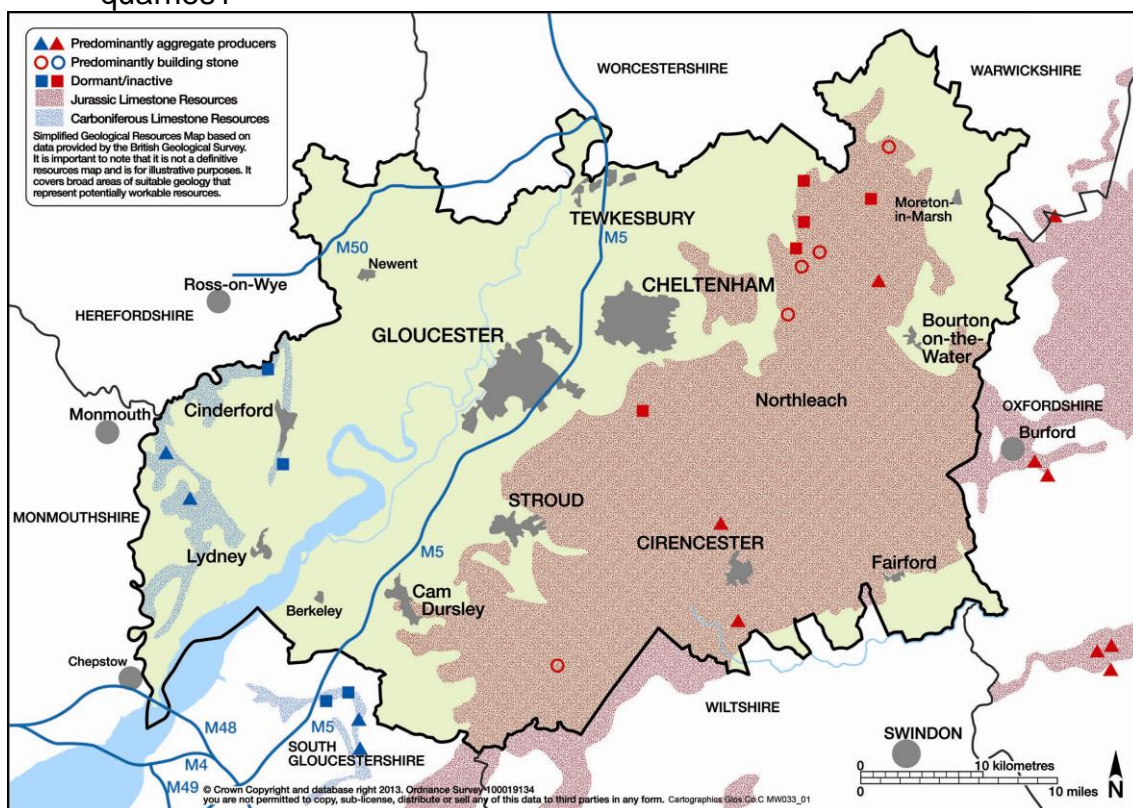 Predominantly aggregate producers
Predominantly building stone
Dormant/inactive
Jurassic Limestone Resources
Carboniferous Limestone Resources
Simplified Geological Resources Map based on
data provided by the British Geological Survey.
It is important to note that it is not a definitive
resources map and is for illustrative purposes. It
covers broad areas of suitable geology that
represent potentially workable resources.
WORCESTERSHIRE
WARWICKSHIRE
Moreton-
in-Marsh
TEWKESBURY
M5
M50
Newent
Ross-on-Wye
HEREFORDSHIRE
CHELTENHAM
GLOUCESTER
Bourton
on-the-
Water
Northleach
OXFORDSHIRE
Burford
Monmouth
Cinderford
MONMOUTHSHIRE
STROUD
M5
CIRENCESTER
Lydney
Fairford
Cam
Dursley
Berkeley
Chepstow
M48
M5
M4
M49
SOUTH
GLOUCESTERSHIRE
WILTSHIRE
SWINDON
0 10 kilometres
0 10 miles
N
© Crown Copyright and database right 2013. Ordnance Survey 100019134
you are not permitted to copy, sub-license, distribute or sell any of this data to third parties in any form. Cartographics Glos.Co.C MW033_01